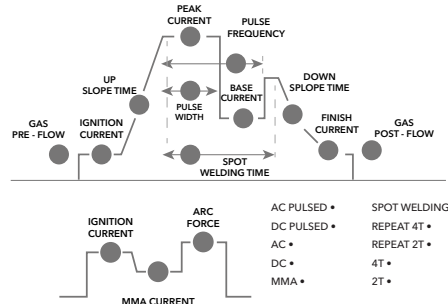 PEAK
CURRENT
PULSE
FREQUENCY
UP
SLOPE TIME
BASE
CURRENT
DOWN
SPLOPE TIME
PULSE
WIDTH
GAS
PRE - FLOW
IGNITION
CURRENT
FINISH
CURRENT
GAS
POST - FLOW
SPOT
WELDING TIME
IGNITION
CURRENT
ARC
FORCE
MMA CURRENT
AC PULSED •
DC PULSED •
AC •
DC •
MMA •
SPOT WELDING
REPEAT 4T •
REPEAT 2T •
4T •
2T •